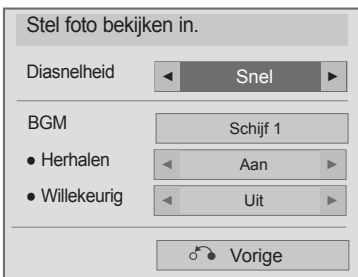 Stel foto bekijken in.
Diasnelheid ◄ Snel ►
BGM Schijf 1
● Herhalen ◄ Aan ►
● Willekeurig ◄ Uit ►
Vorige